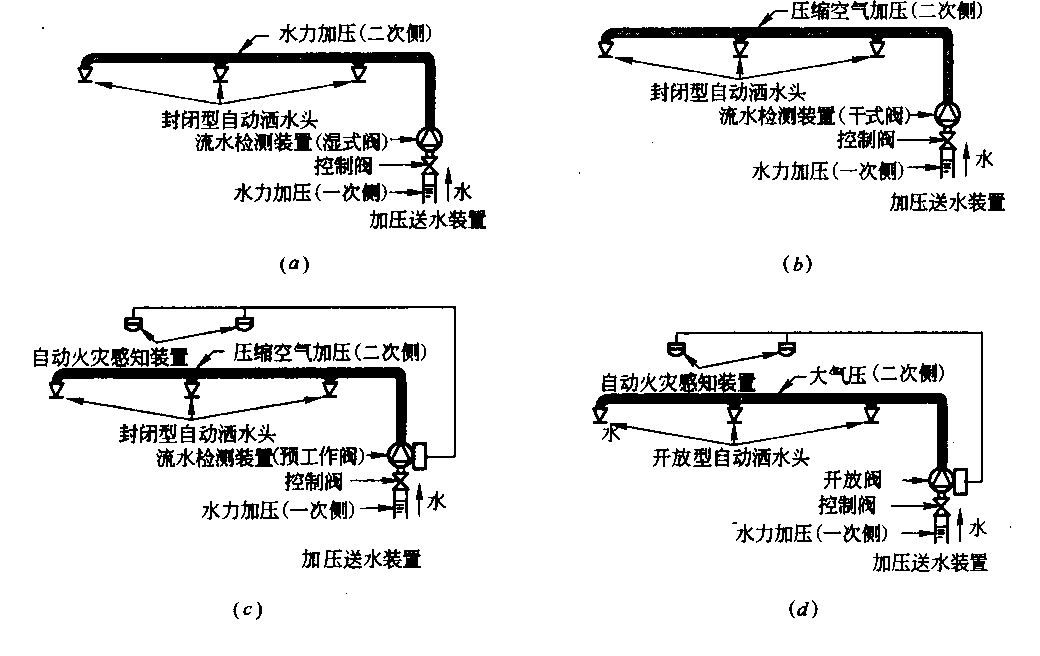 水力加压(二次侧)
封闭型自动洒水头
流水检测装置(湿式阀)
控制阀
水力加压(一次侧)
水
加压送水装置
(a)
压缩空气加压(二次侧)
封闭型自动洒水头
流水检测装置(干式阀)
控制阀
水力加压(一次侧)
水
加压送水装置
(b)
自动火灾感知装置
压缩空气加压(二次侧)
封闭型自动洒水头
流水检测装置(预工作阀)
控制阀
水力加压(一次侧)
水
加压送水装置
(c)
自动火灾感知装置
大气压(二次侧)
水
开放型自动洒水头
开放阀
控制阀
水力加压(一次侧)
水
加压送水装置
(d)